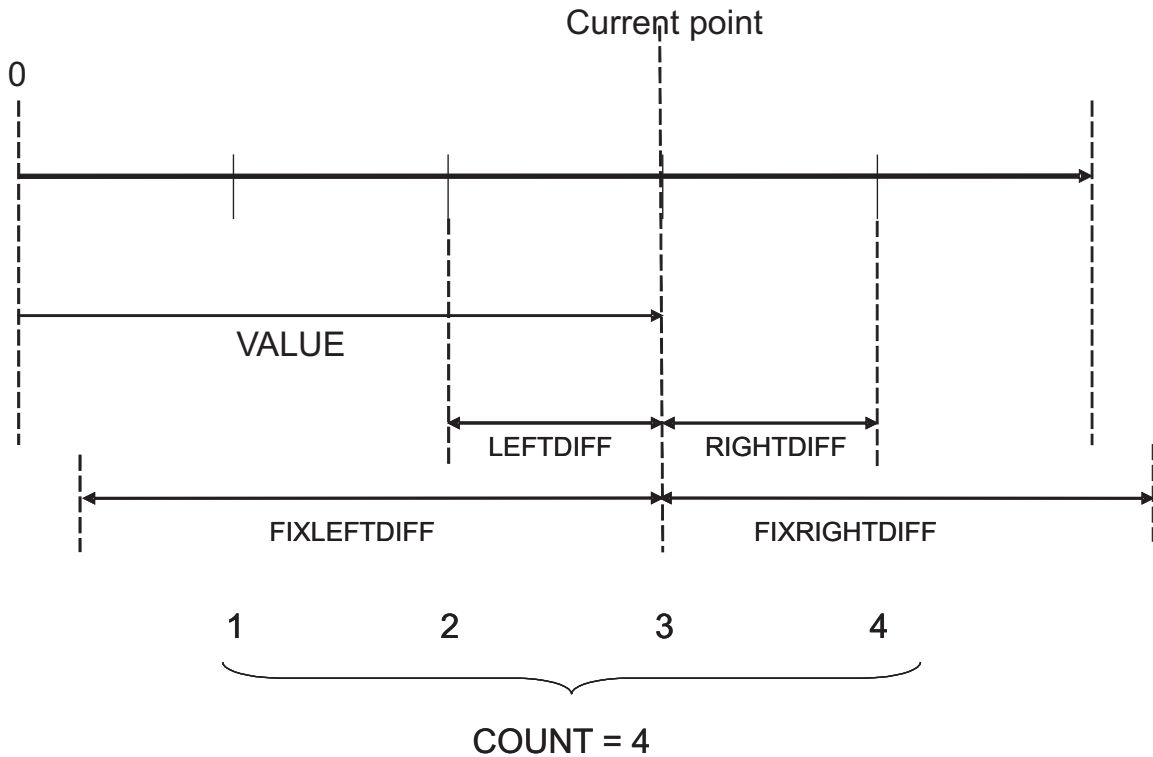 Current point
0
VALUE
LEFTDIFF RIGHTDIFF
FIXLEFTDIFF FIXRIGHTDIFF
1 2 3 4
COUNT = 4